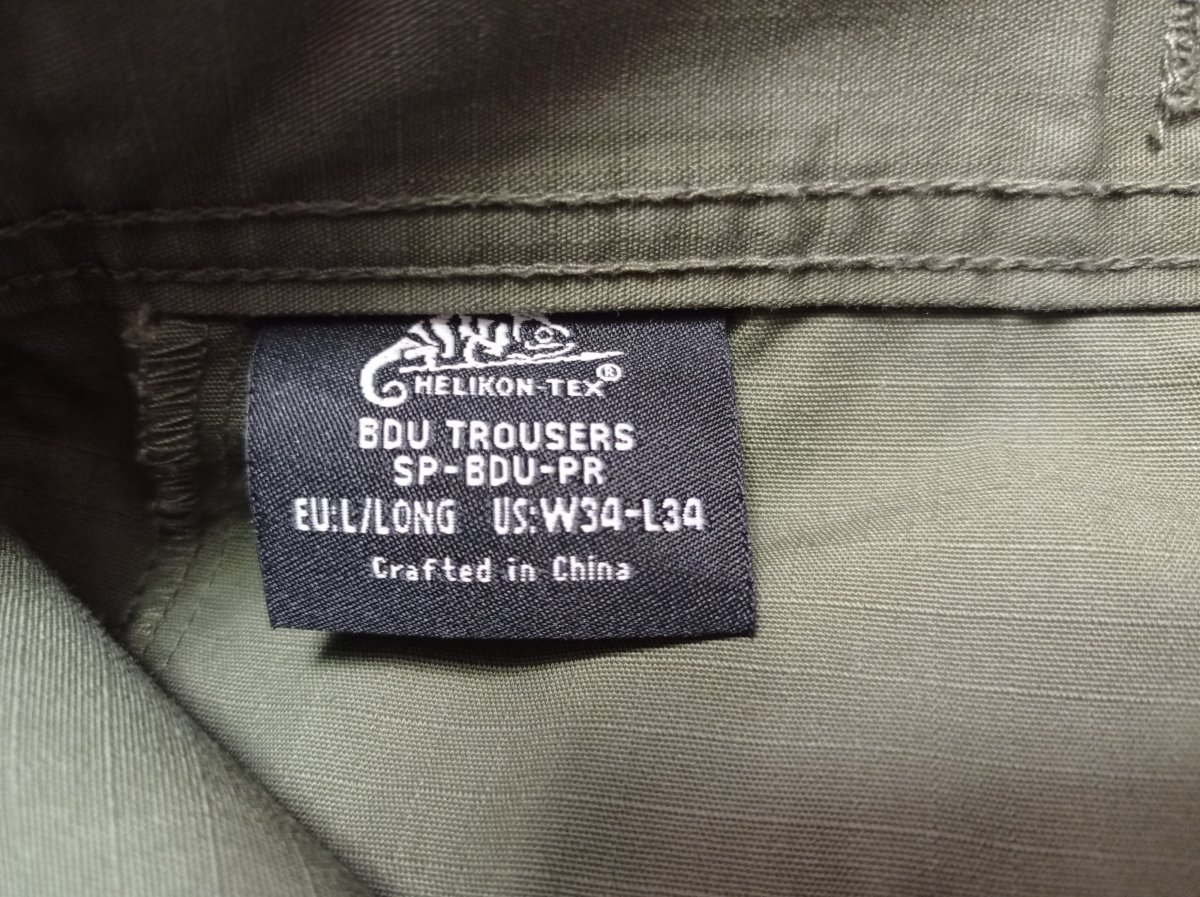 HELIKON-TEX®
BDU TROUSERS
SP-BDU-PR
EU:L/LONG US:W34-L34
Crafted in China